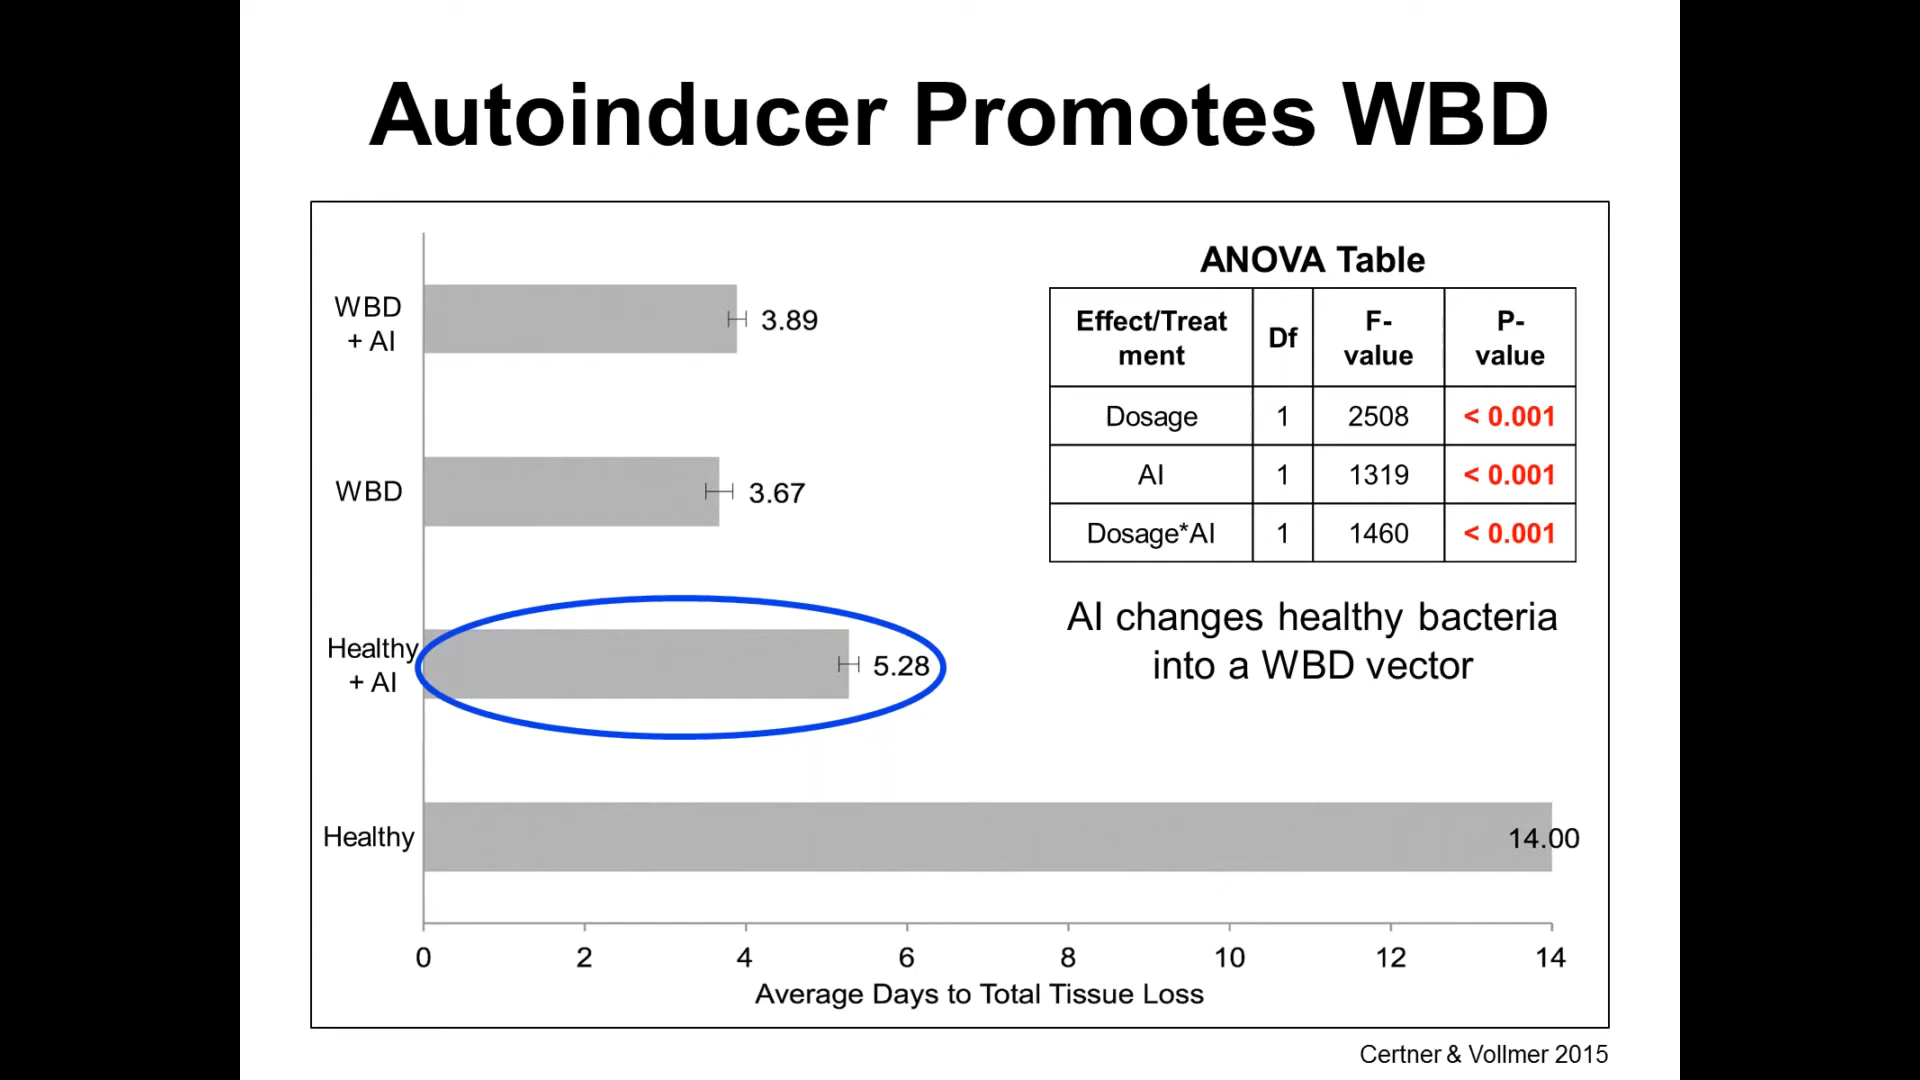 Autoinducer Promotes WBD
WBD
+ AI
3.89
WBD
3.67
Healthy
+ AI
5.28
Healthy
14.00
0 2 4 6 8 10 12 14
Average Days to Total Tissue Loss
ANOVA Table
Effect/Treat
ment
Df
F-
value
P-
value
Dosage 1 2508 < 0.001
AI 1 1319 < 0.001
Dosage*AI 1 1460 < 0.001
AI changes healthy bacteria
into a WBD vector
Certner & Vollmer 2015